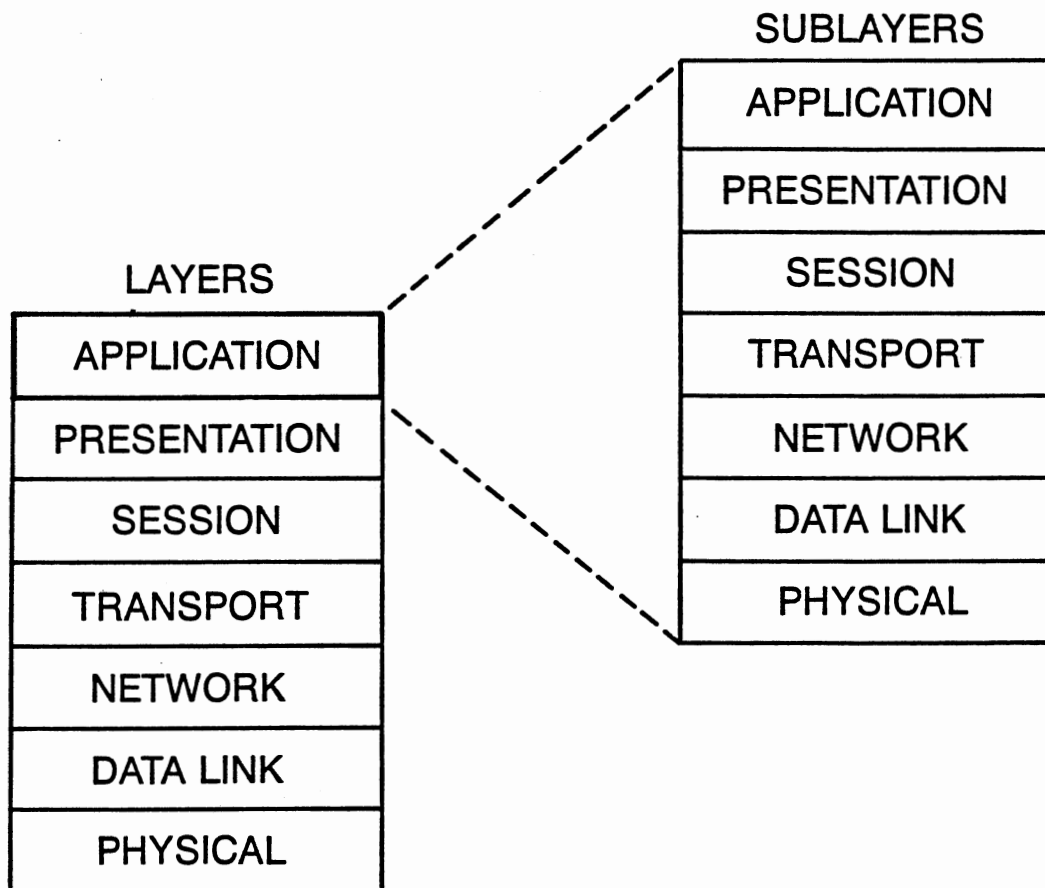 SUBLAYERS
APPLICATION
PRESENTATION
SESSION
TRANSPORT
NETWORK
DATA LINK
PHYSICAL
LAYERS
APPLICATION
PRESENTATION
SESSION
TRANSPORT
NETWORK
DATA LINK
PHYSICAL